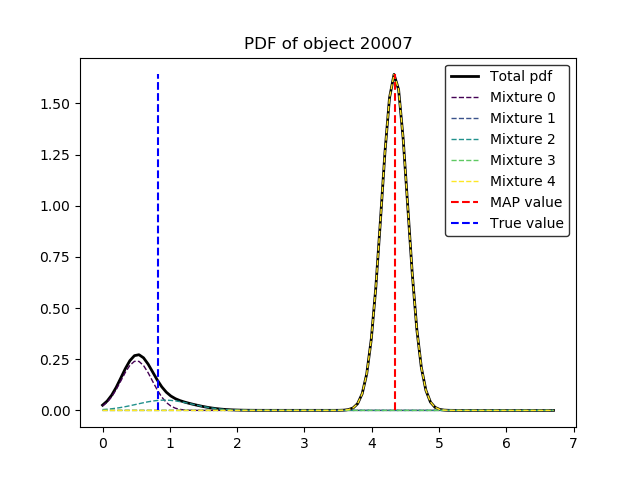 PDF of object 20007
Total pdf
Mixture 0
Mixture 1
Mixture 2
Mixture 3
Mixture 4
MAP value
True value
1.50
1.25
1.00
0.75
0.50
0.25
0.00
0 1 2 3 4 5 6 7